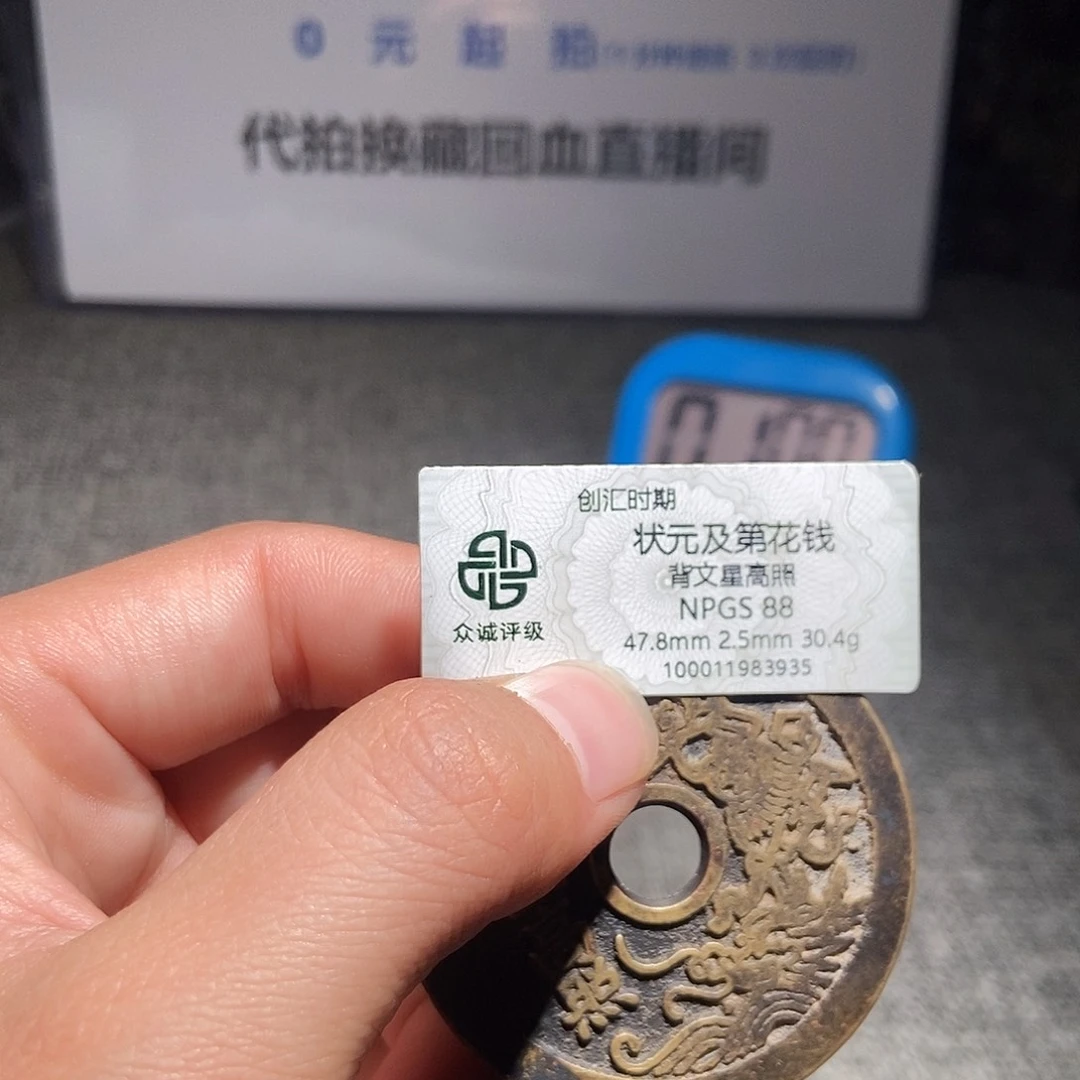 0 元 起 拍
代拍换藏回血直播间
创汇时期
状元及第花钱
背文星高照
NPGS 88
47.8mm 2.5mm 30.4g
100011983935
众诚评级
照